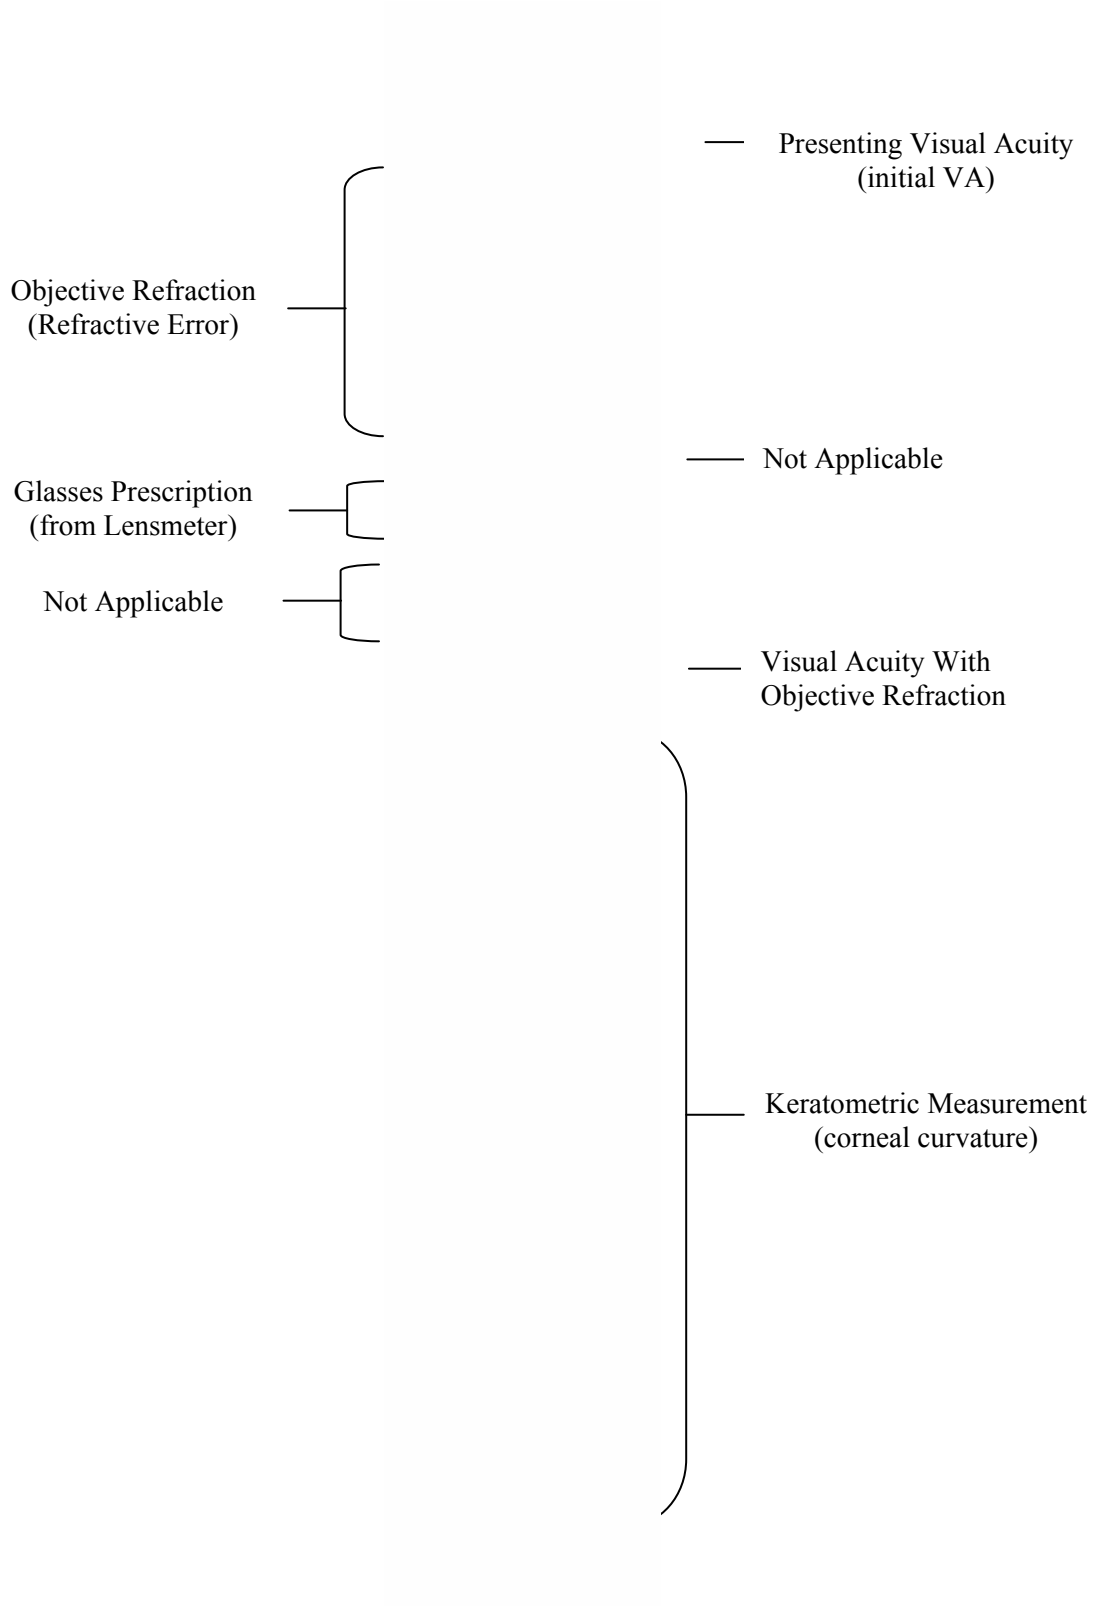 Presenting Visual Acuity
(initial VA)
Objective Refraction
(Refractive Error)
Not Applicable
Glasses Prescription
(from Lensmeter)
Not Applicable
Visual Acuity With
Objective Refraction
Keratometric Measurement
(corneal curvature)